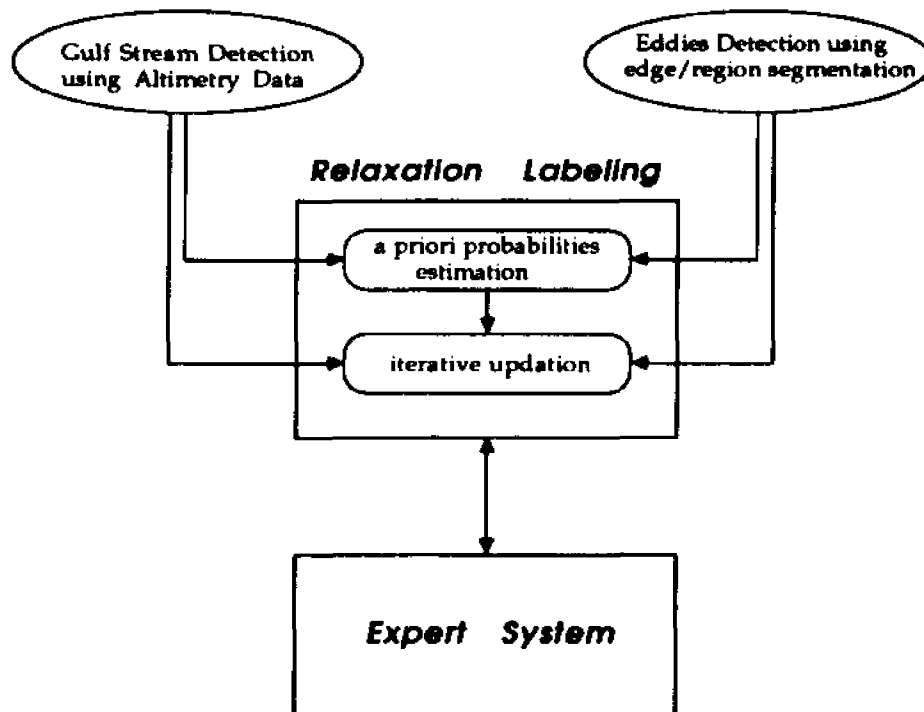 Gulf Stream Detection
using Altimetry Data
Eddies Detection using
edge/region segmentation
Relaxation Labeling
a priori probabilities
estimation
iterative updation
Expert System